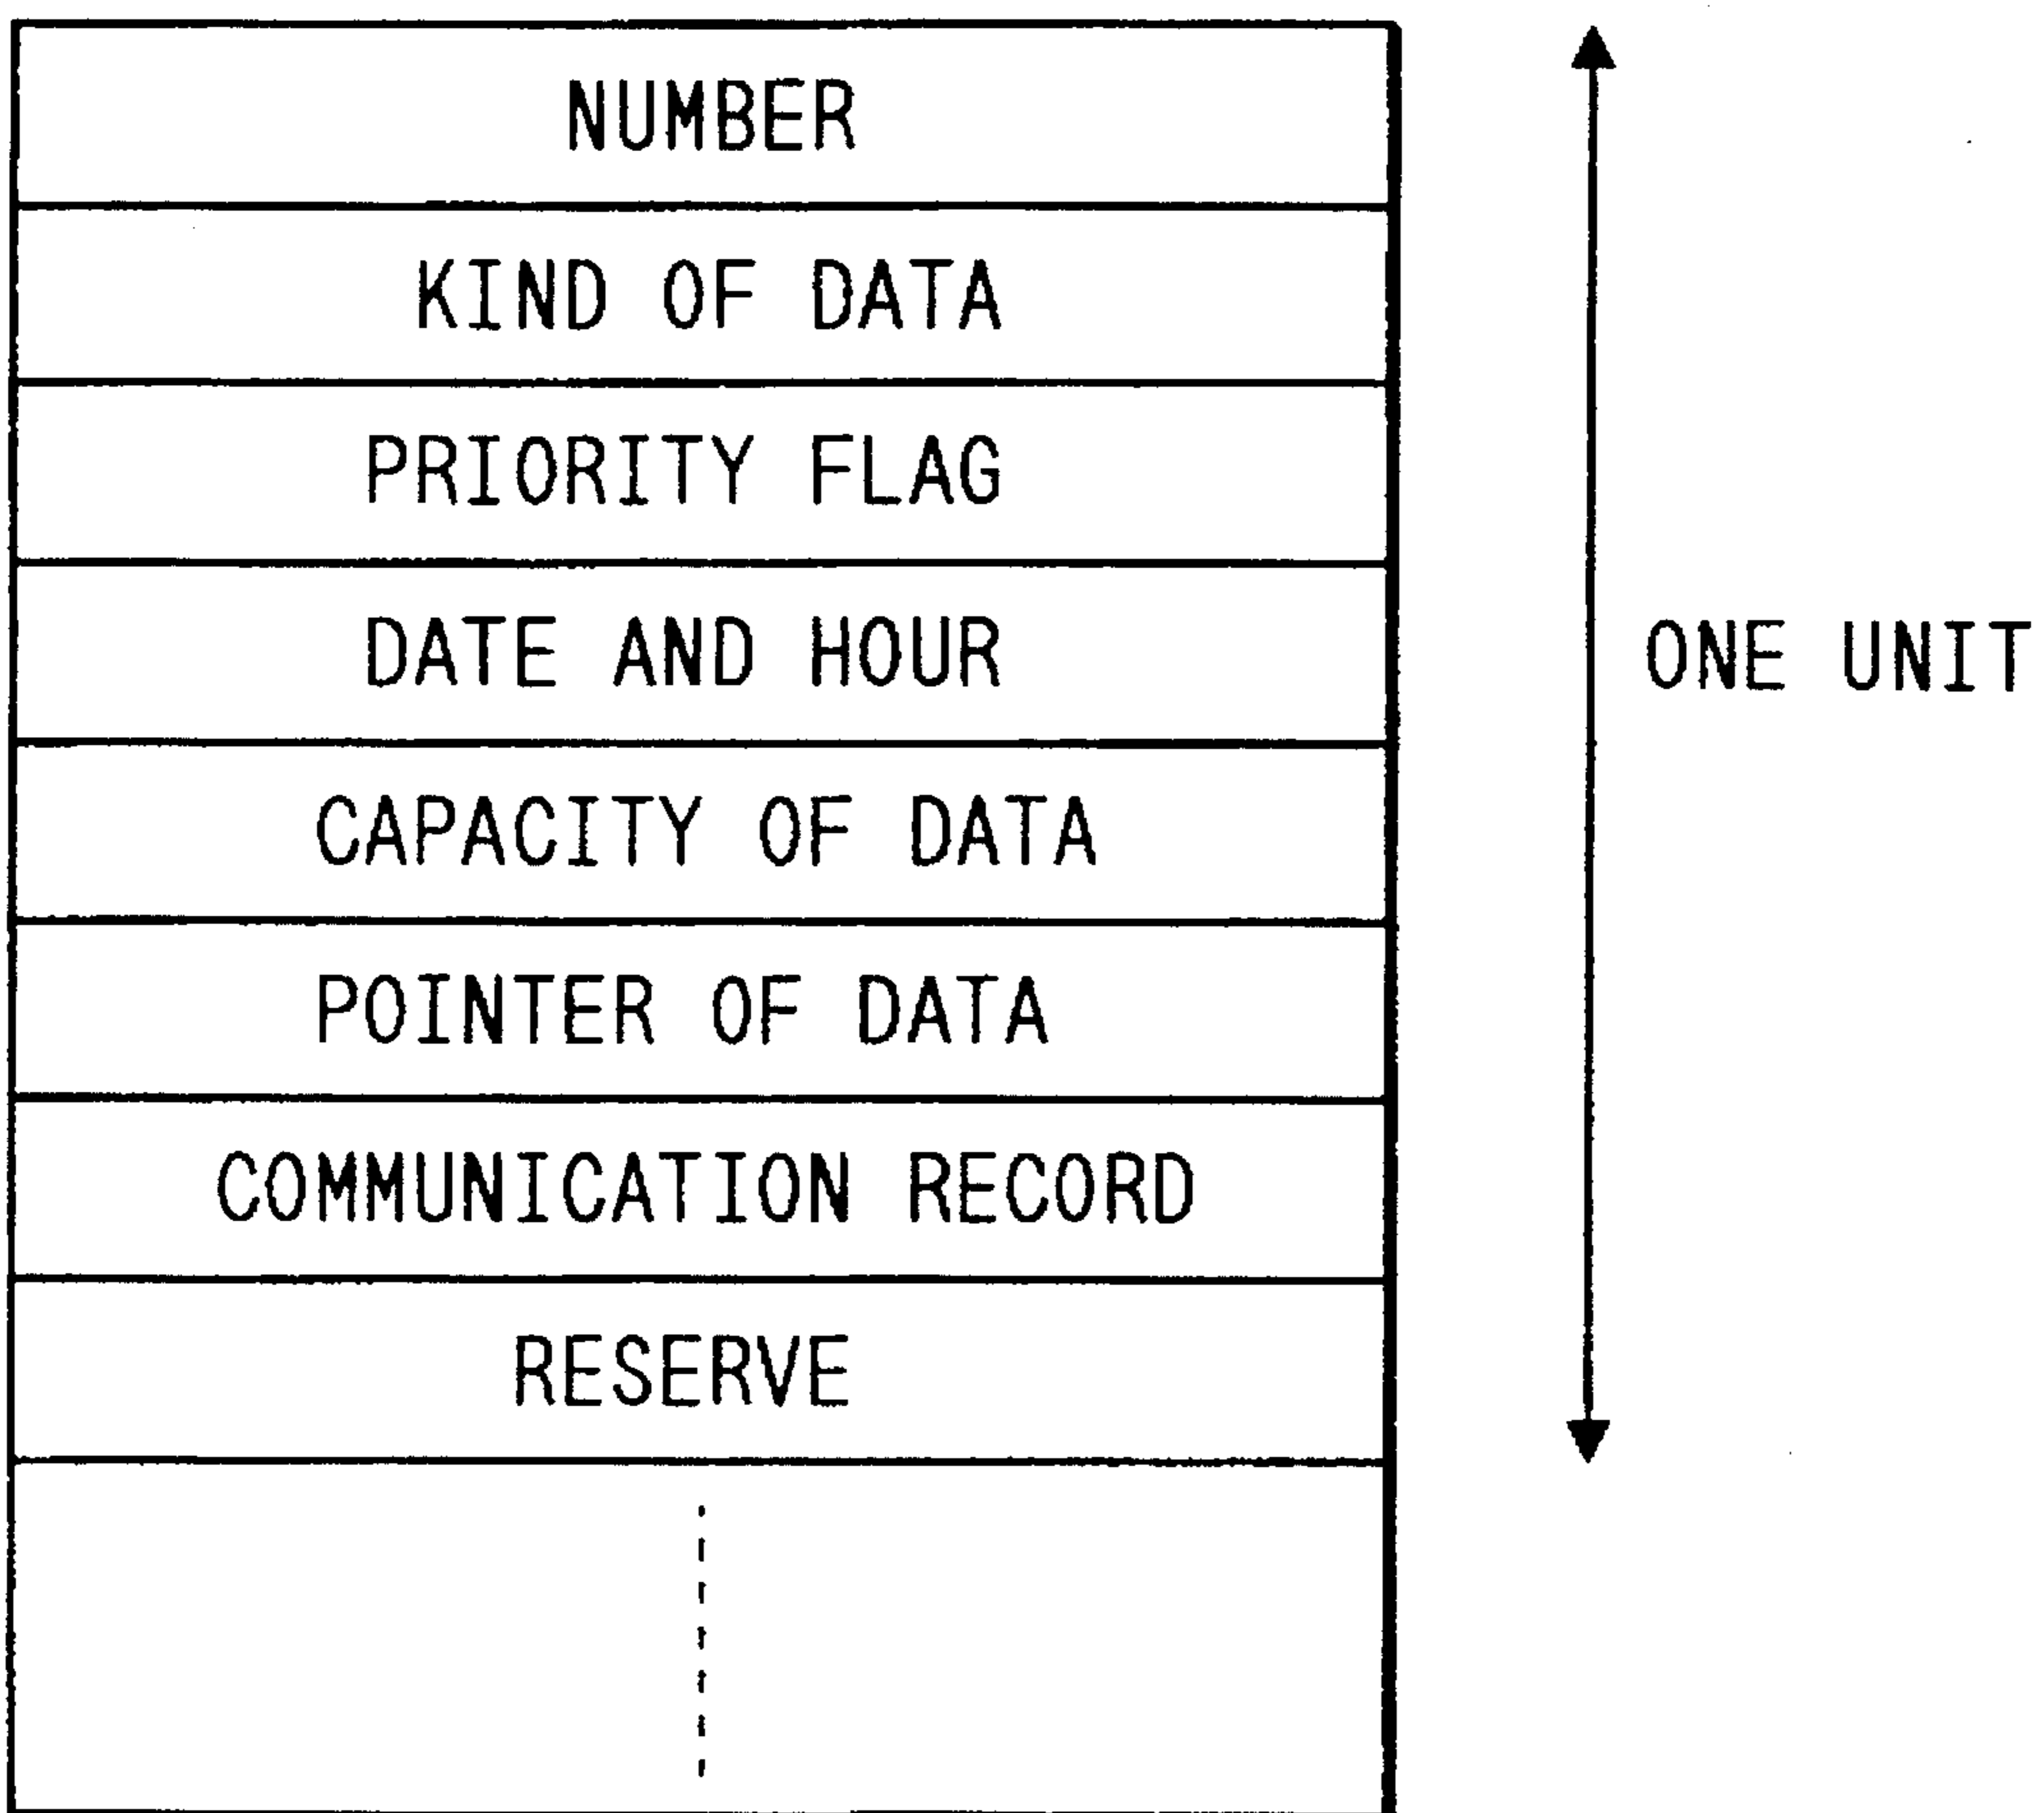 NUMBER
KIND OF DATA
PRIORITY FLAG
DATE AND HOUR
ONE UNIT
CAPACITY OF DATA
POINTER OF DATA
COMMUNICATION RECORD
RESERVE